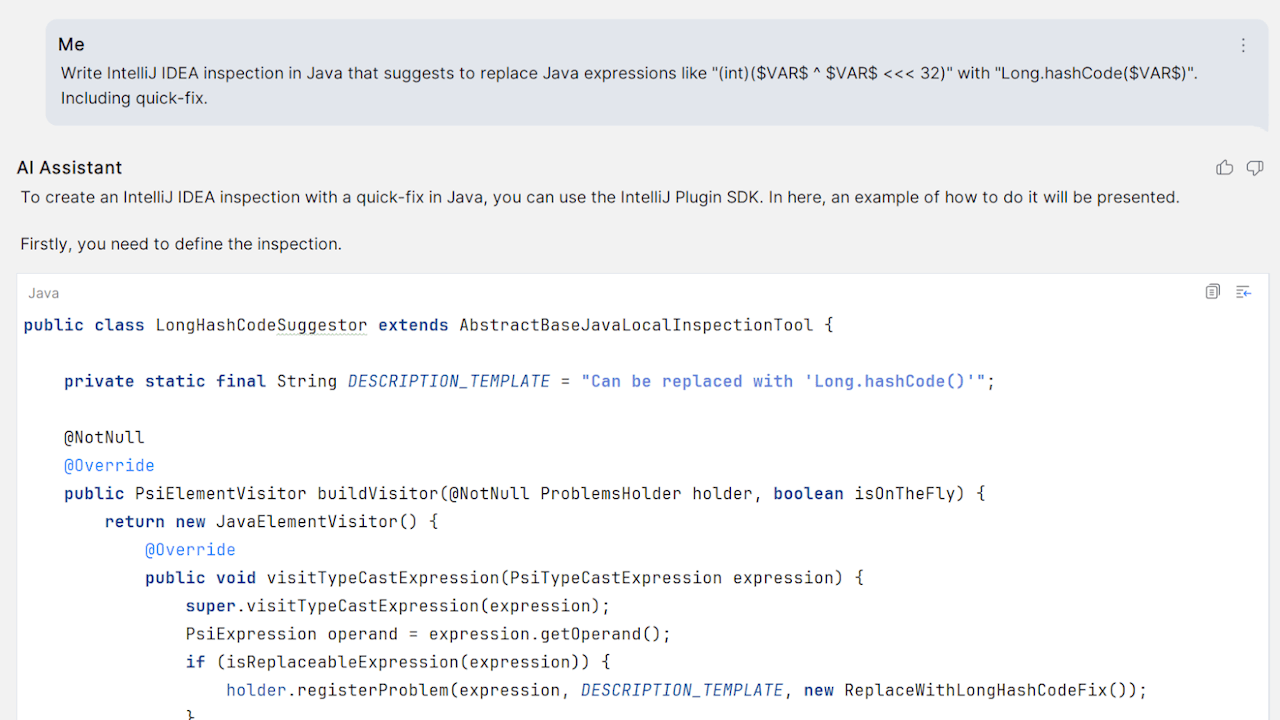 Me
Write IntelliJ IDEA inspection in Java that suggests to replace Java expressions like "(int)($VAR$ ^ $VAR$ <<< 32)" with "Long.hashCode($VAR$)".
Including quick-fix.
AI Assistant
To create an IntelliJ IDEA inspection with a quick-fix in Java, you can use the IntelliJ Plugin SDK. In here, an example of how to do it will be presented.
Firstly, you need to define the inspection.
Java
public class LongHashCodeSuggestor extends AbstractBaseJavaLocalInspectionTool {
private static final String DESCRIPTION_TEMPLATE = "Can be replaced with 'Long.hashCode()'";
@NotNull
@Override
public PsiElementVisitor buildVisitor(@NotNull ProblemsHolder holder, boolean isOnTheFly) {
return new JavaElementVisitor() {
@Override
public void visitTypeCastExpression(PsiTypeCastExpression expression) {
super.visitTypeCastExpression(expression);
PsiExpression operand = expression.getOperand();
if (isReplaceableExpression(expression)) {
holder.registerProblem(expression, DESCRIPTION_TEMPLATE, new ReplaceWithLongHashCodeFix());
}